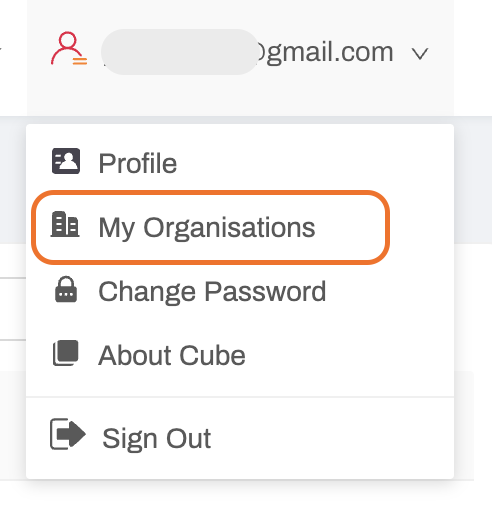 @gmail.com
Profile
My Organisations
Change Password
About Cube
Sign Out